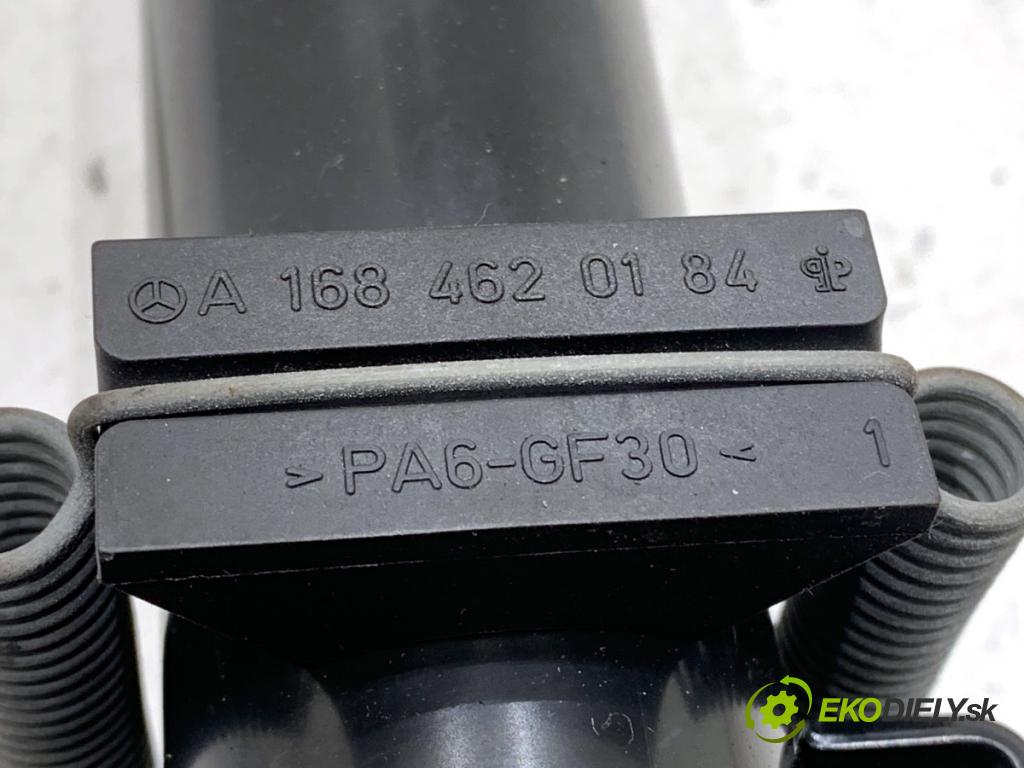 A 168 462 01 84
>PA6-GF30< 1
EKODIELY.sk